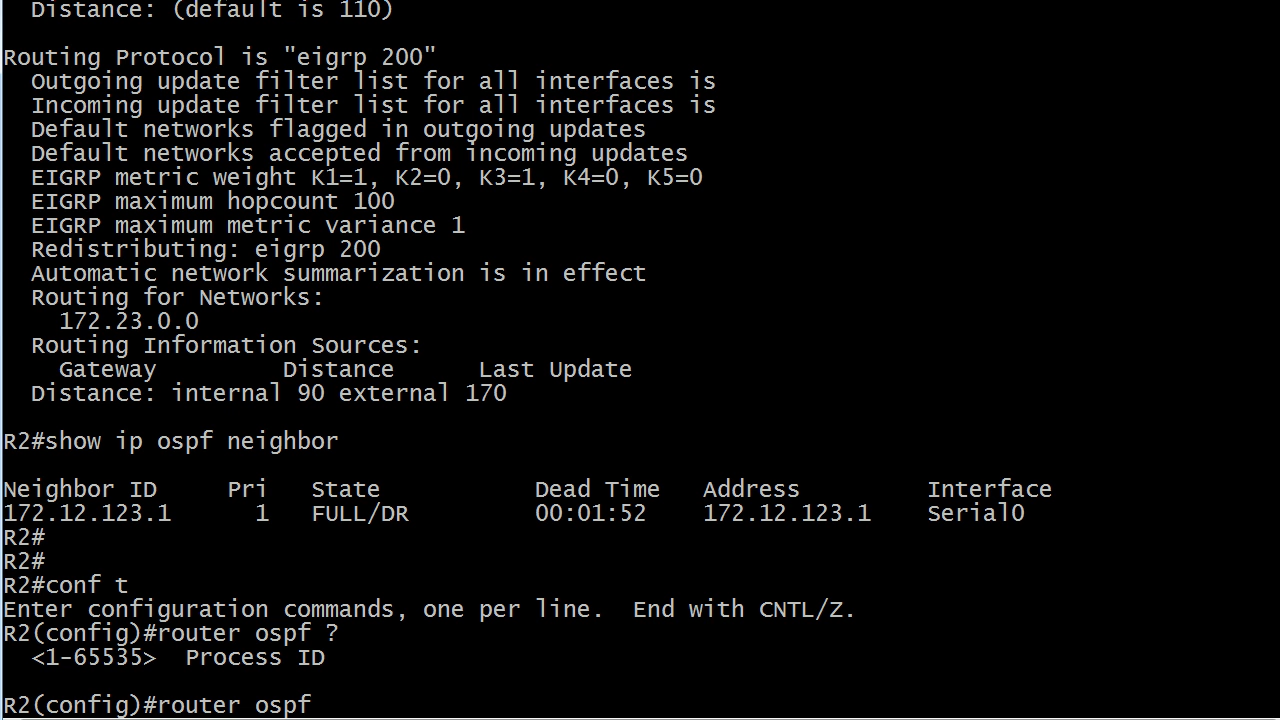 Distance: (default is 110)
Routing Protocol is "eigrp 200"
Outgoing update filter list for all interfaces is
Incoming update filter list for all interfaces is
Default networks flagged in outgoing updates
Default networks accepted from incoming updates
EIGRP metric weight K1=1, K2=0, K3=1, K4=0, K5=0
EIGRP maximum hopcount 100
EIGRP maximum metric variance 1
Redistributing: eigrp 200
Automatic network summarization is in effect
Routing for Networks:
172.23.0.0
Routing Information Sources:
Gateway         Distance      Last Update
Distance: internal 90 external 170
R2#show ip ospf neighbor
Neighbor ID     Pri   State           Dead Time   Address         Interface
172.12.123.1      1   FULL/DR         00:01:52    172.12.123.1    Serial0
R2#
R2#
R2#conf t
Enter configuration commands, one per line.  End with CNTL/Z.
R2(config)#router ospf ?
<1-65535>  Process ID
R2(config)#router ospf